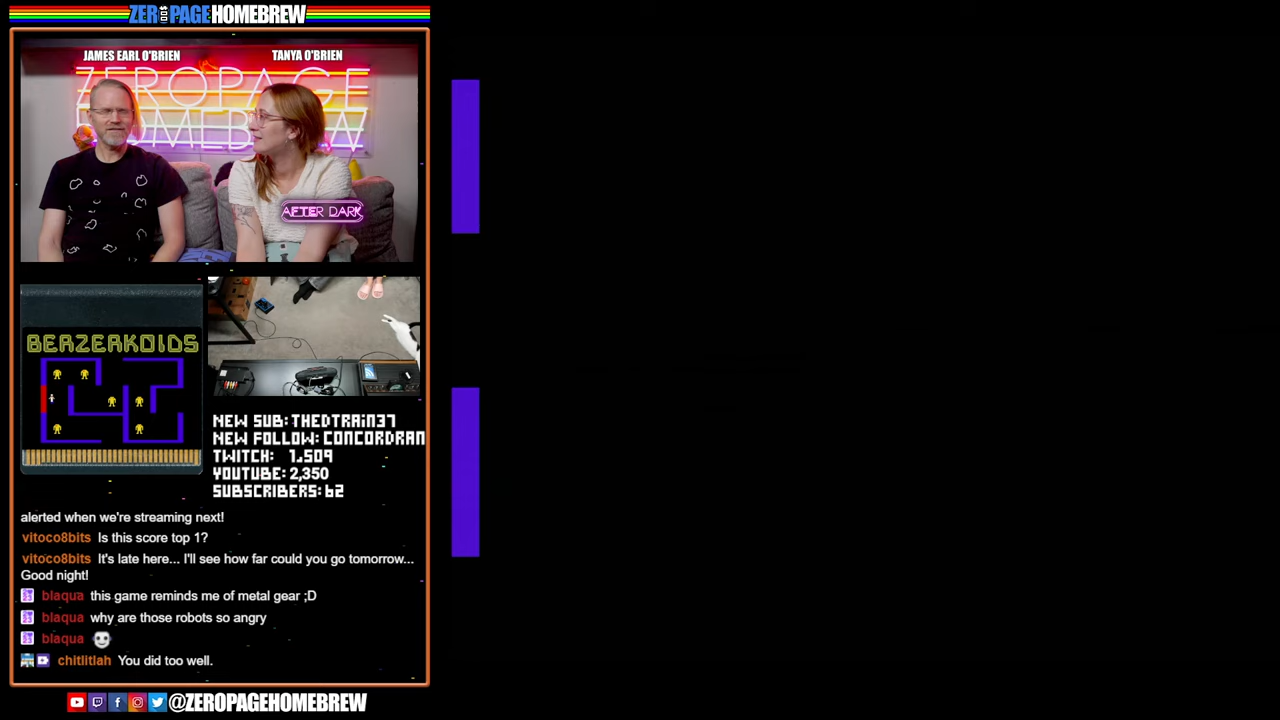 ZEROPAGE HOMEBREW
JAMES EARL O'BRIEN
TANYA O'BRIEN
ZEROPAGE
HOMEBREW
AFTER DARK
BERZERKOIDS
NEW SUB: THEDTRAIN37
NEW FOLLOW: CONCORDRAN
TWITCH: 1,509
YOUTUBE: 2,350
SUBSCRIBERS: 62
alerted when we're streaming next!
vitoco8bits Is this score top 1?
vitoco8bits It's late here... I'll see how far could you go tomorrow...
Good night!
blaqua this game reminds me of metal gear ;D
blaqua why are those robots so angry
blaqua
chitlitlah You did too well.
@ZEROPAGEHOMEBREW